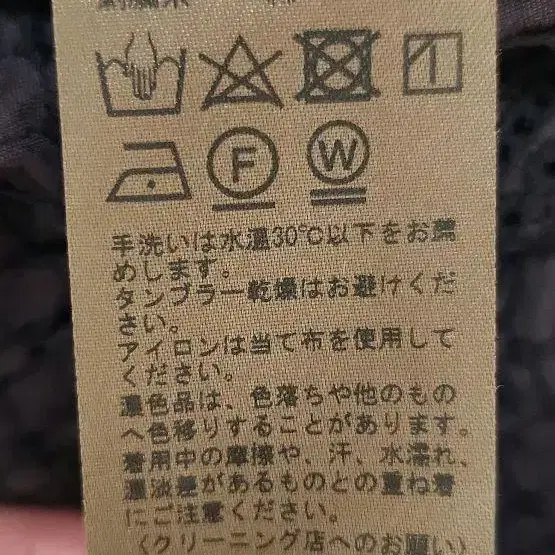 F W
手洗いは水温30℃以下をお薦
めします。
タンブラー乾燥はお避けくだ
さい。
アイロンは当て布を使用して
ください。
濃色品は、色落ちや他のもの
へ色移りすることがあります。
着用中の摩擦や、汗、水濡れ、
濃淡差があるものとの重ね着
にご注意ください。
〈クリーニング店へのお願い〉